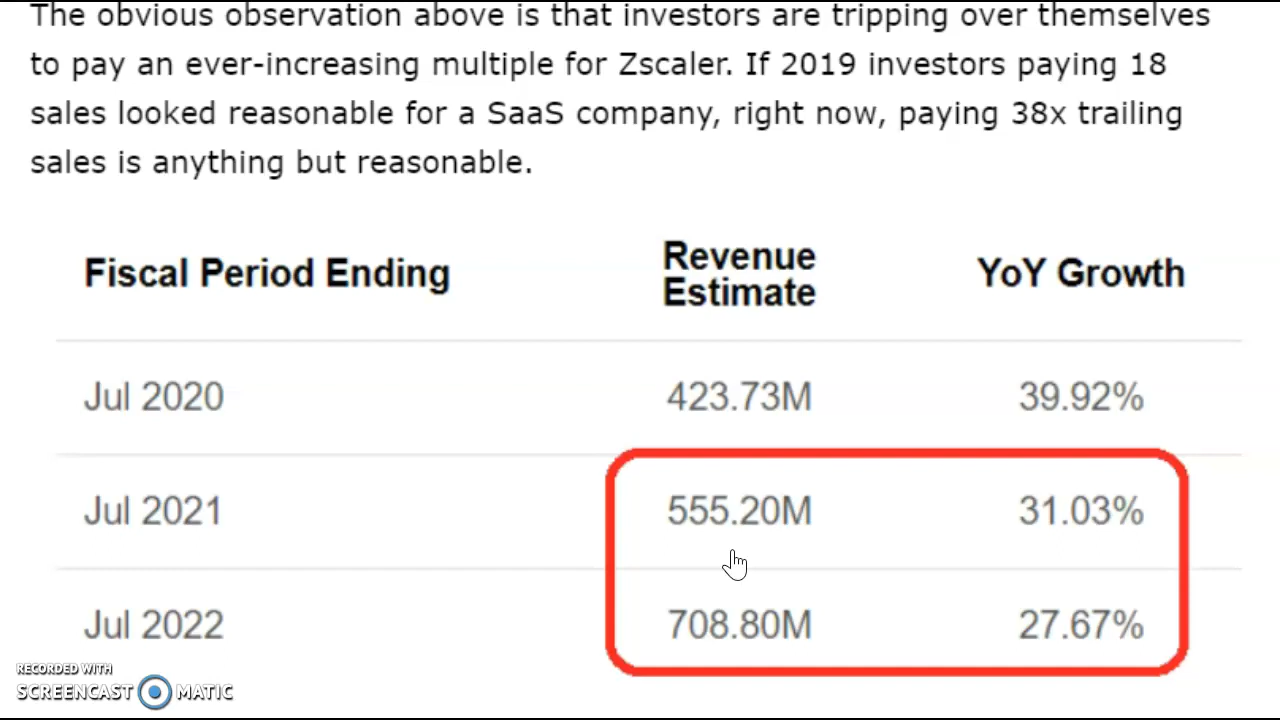 The obvious observation above is that investors are tripping over themselves
to pay an ever-increasing multiple for Zscaler. If 2019 investors paying 18
sales looked reasonable for a SaaS company, right now, paying 38x trailing
sales is anything but reasonable.
Fiscal Period Ending Revenue Estimate YoY Growth
Jul 2020 423.73M 39.92%
Jul 2021 555.20M 31.03%
Jul 2022 708.80M 27.67%
RECORDED WITH
SCREENCAST MATIC